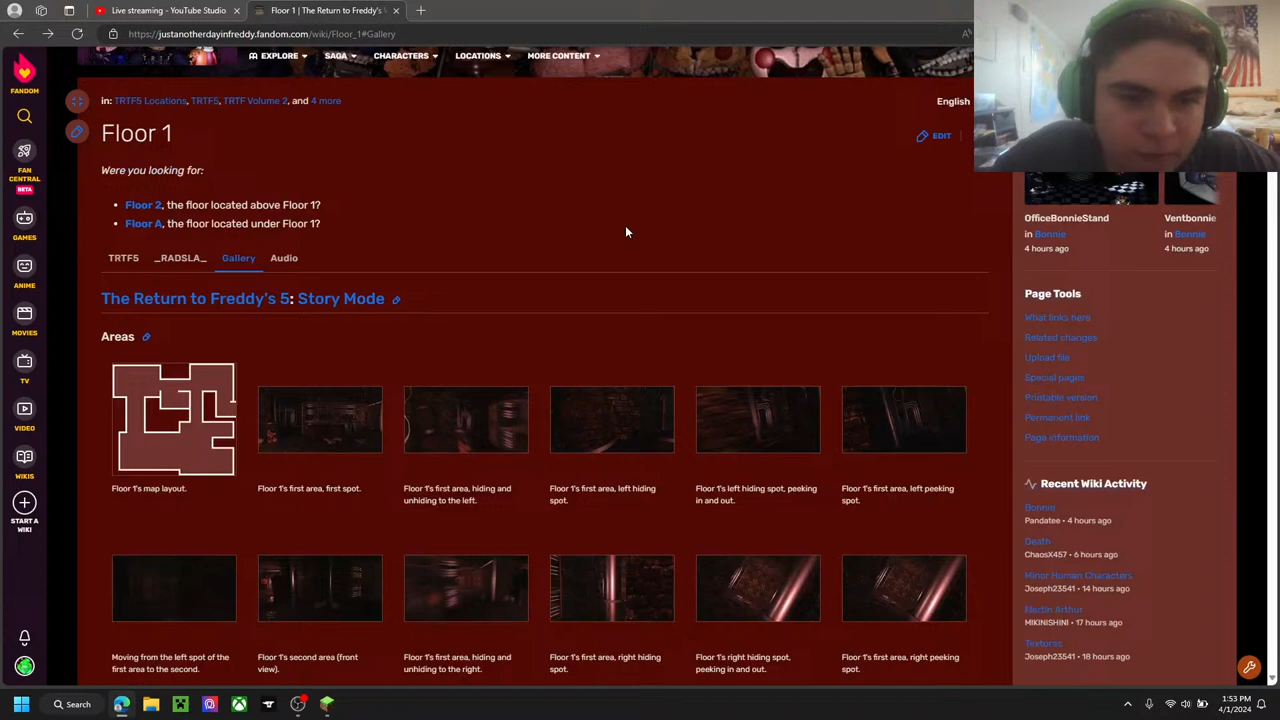 Live streaming - YouTube Studio
Floor 1 | The Return to Freddy's
https://justanotherdayinfreddy.fandom.com/wiki/Floor_1#Gallery
FANDOM
FAN CENTRAL
BETA
GAMES
ANIME
MOVIES
TV
VIDEO
WIKIS
START A WIKI
EXPLORE
SAGA
CHARACTERS
LOCATIONS
MORE CONTENT
in: TRTF5 Locations, TRTF5, TRTF Volume 2, and 4 more
English
Floor 1
EDIT
Were you looking for:
Floor 2, the floor located above Floor 1?
Floor A, the floor located under Floor 1?
TRTF5 _RADSLA_ Gallery Audio
The Return to Freddy's 5: Story Mode
Areas
Floor 1's map layout.
Floor 1's first area, first spot.
Floor 1's first area, hiding and
unhiding to the left.
Floor 1's first area, left hiding
spot.
Floor 1's left hiding spot, peeking
in and out.
Floor 1's first area, left peeking
spot.
Moving from the left spot of the
first area to the second.
Floor 1's second area (front
view).
Floor 1's first area, hiding and
unhiding to the right.
Floor 1's first area, right hiding
spot.
Floor 1's right hiding spot,
peeking in and out.
Floor 1's first area, right peeking
spot.
OfficeBonnieStand
in Bonnie
4 hours ago
Ventbonnie
in Bonnie
4 hours ago
Page Tools
What links here
Related changes
Upload file
Special pages
Printable version
Permanent link
Page information
Recent Wiki Activity
Bonnie
Pandatee • 4 hours ago
Death
ChaosX457 • 6 hours ago
Minor Human Characters
Joseph23541 • 14 hours ago
Martin Arthur
MIKINISHINI • 17 hours ago
Textures
Joseph23541 • 18 hours ago
Search
1:53 PM
4/1/2024